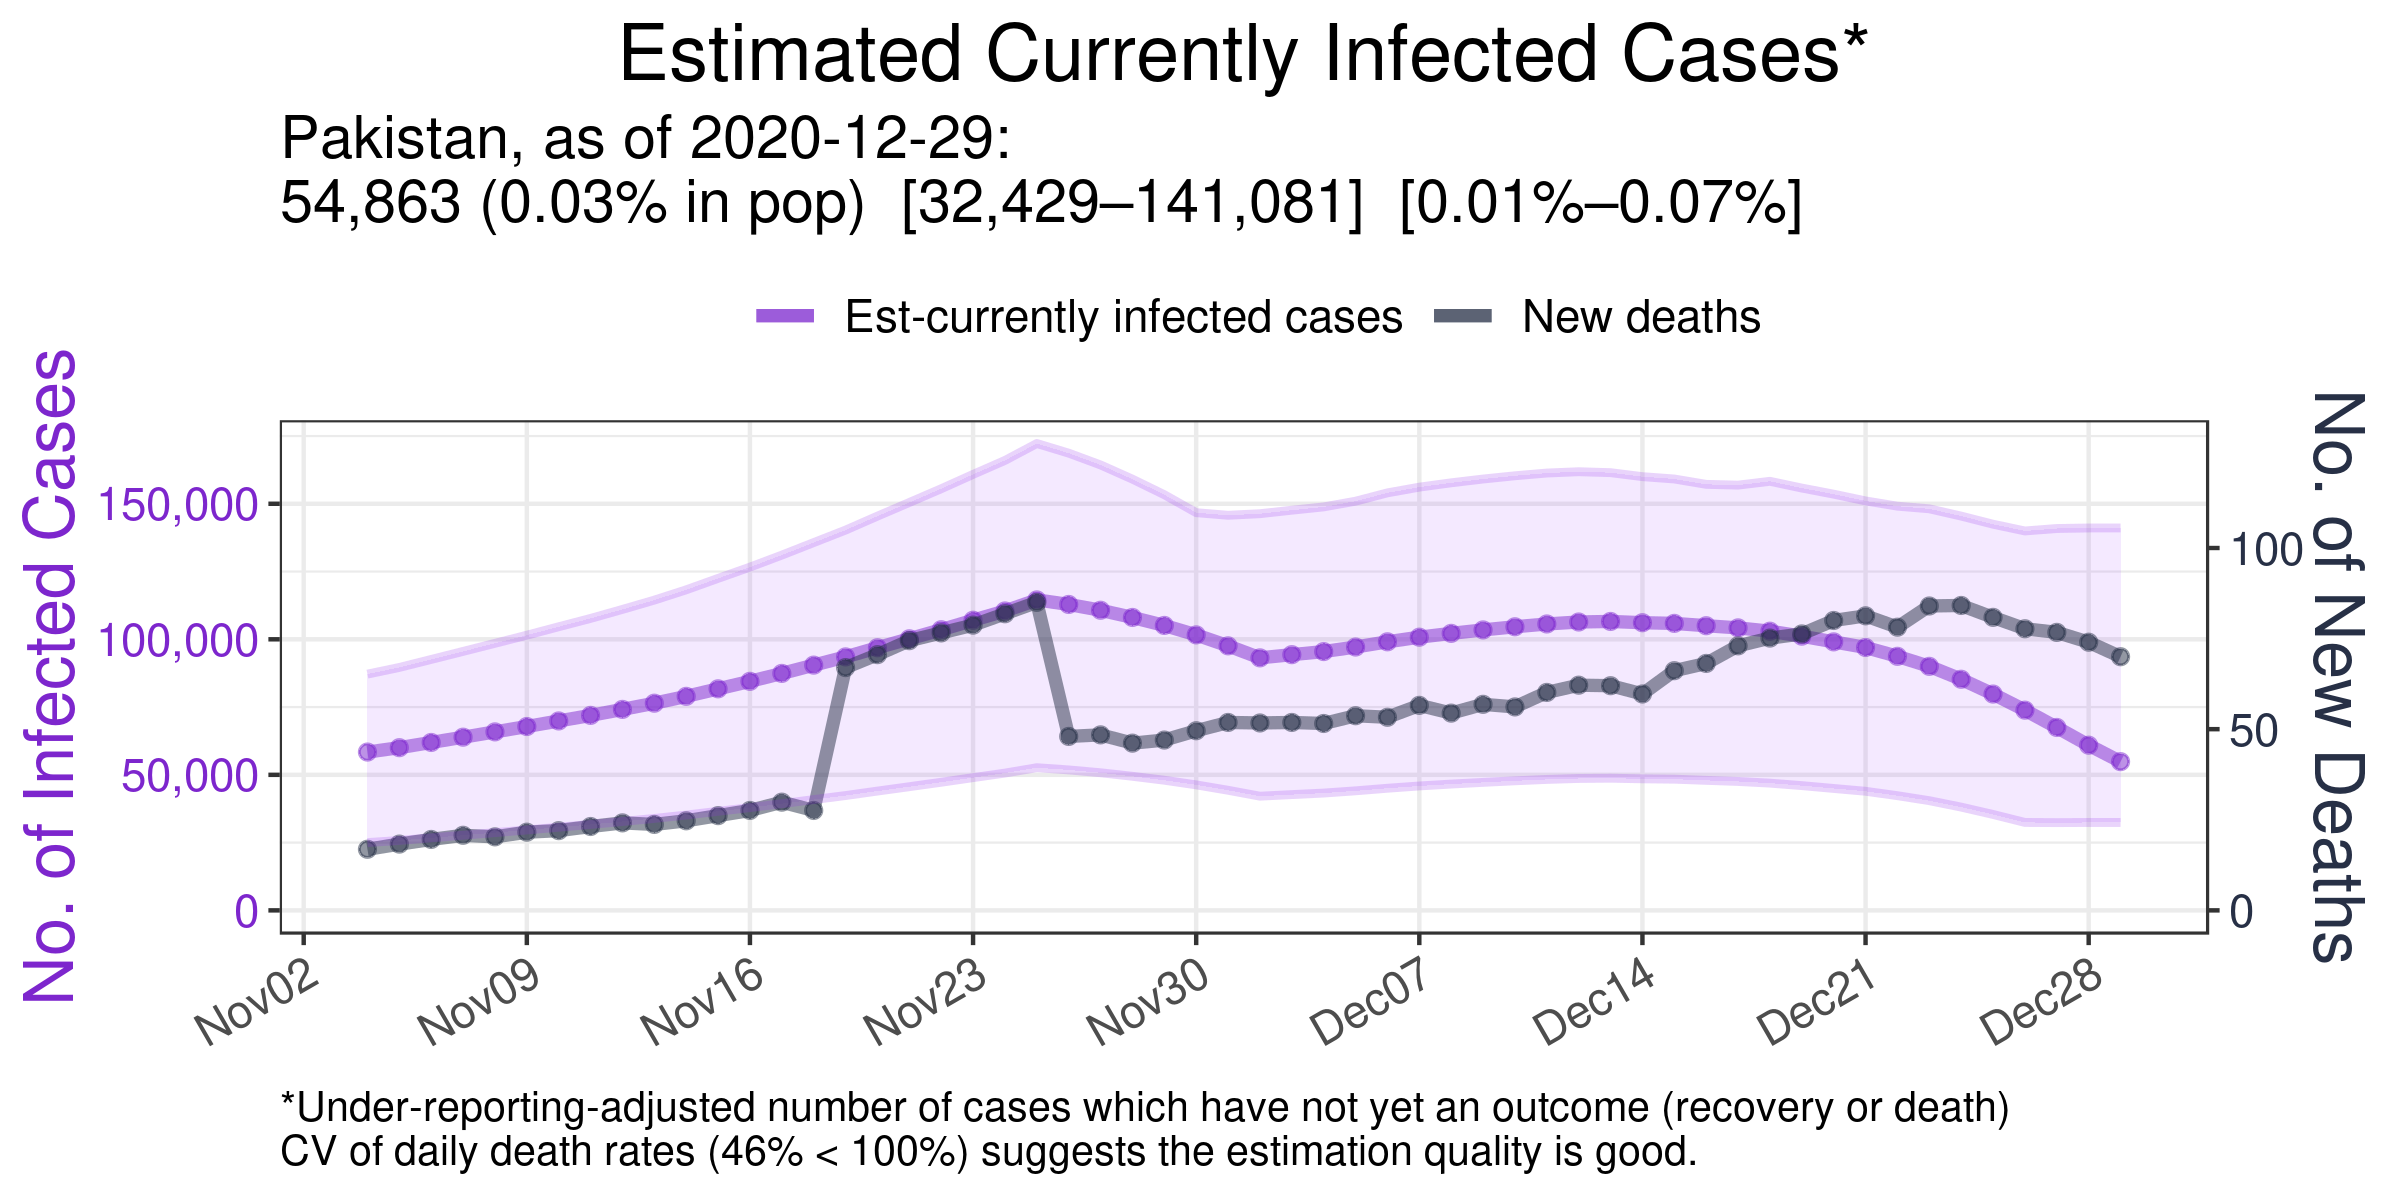 Estimated Currently Infected Cases*
Pakistan, as of 2020-12-29:
54,863 (0.03% in pop)  [32,429–141,081]  [0.01%–0.07%]
Est-currently infected cases
New deaths
No. of Infected Cases
150,000
100,000
50,000
0
No. of New Deaths
100
50
0
Nov02
Nov09
Nov16
Nov23
Nov30
Dec07
Dec14
Dec21
Dec28
*Under-reporting-adjusted number of cases which have not yet an outcome (recovery or death)
CV of daily death rates (46% < 100%) suggests the estimation quality is good.